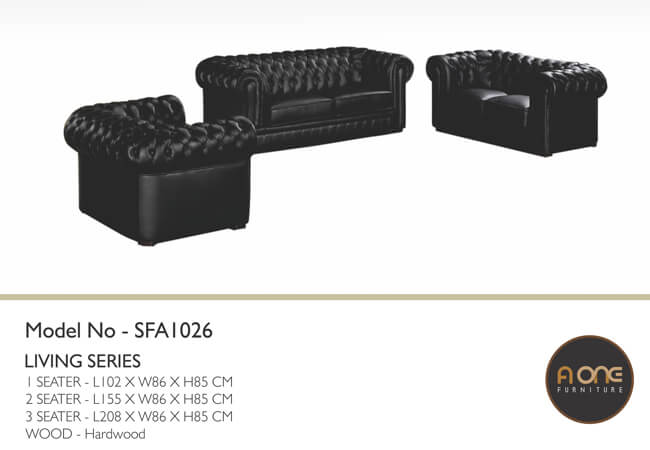 Model No - SFA1026
LIVING SERIES
1 SEATER - L102 X W86 X H85 CM
2 SEATER - L155 X W86 X H85 CM
3 SEATER - L208 X W86 X H85 CM
WOOD - Hardwood
A ONE
FURNITURE